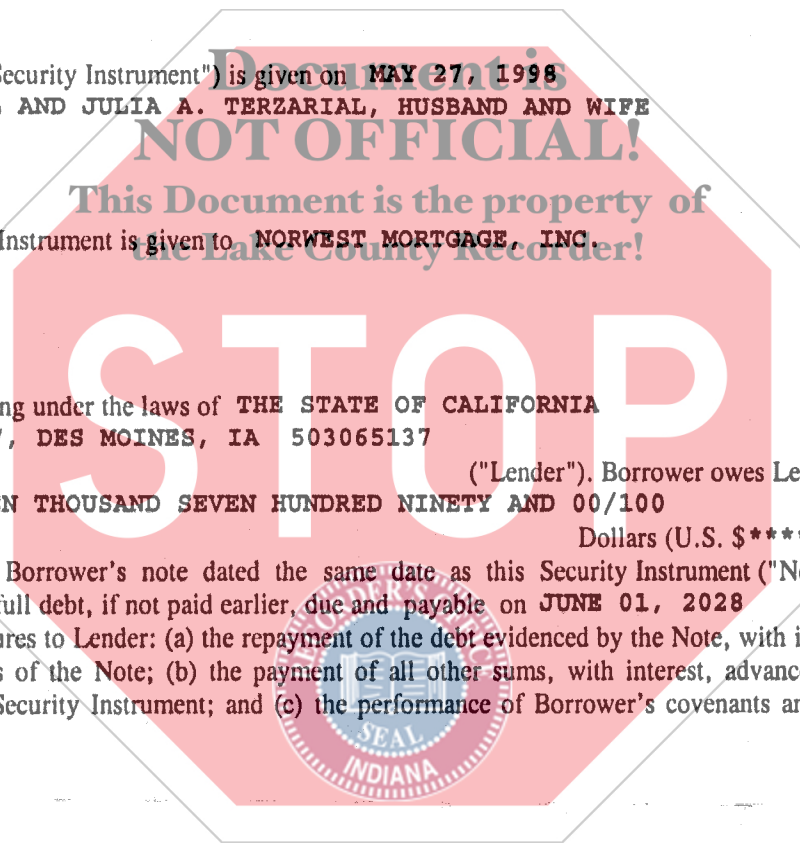 Document is
Security Instrument") is given on MAY 27, 1998
AND JULIA A. TERZARIAL, HUSBAND AND WIFE
NOT OFFICIAL!
This Document is the property of
Instrument is given to NORWEST MORTGAGE, INC.
the Lake County Recorder!
STOP
ng under the laws of THE STATE OF CALIFORNIA
, DES MOINES, IA 503065137
("Lender"). Borrower owes Le
N THOUSAND SEVEN HUNDRED NINETY AND 00/100
Dollars (U.S. $****
Borrower's note dated the same date as this Security Instrument ("No
full debt, if not paid earlier, due and payable on JUNE 01, 2028
ures to Lender: (a) the repayment of the debt evidenced by the Note, with i
s of the Note; (b) the payment of all other sums, with interest, advanc
Security Instrument; and (c) the performance of Borrower's covenants an
RECORDER'S OFFICE
SEAL
INDIANA